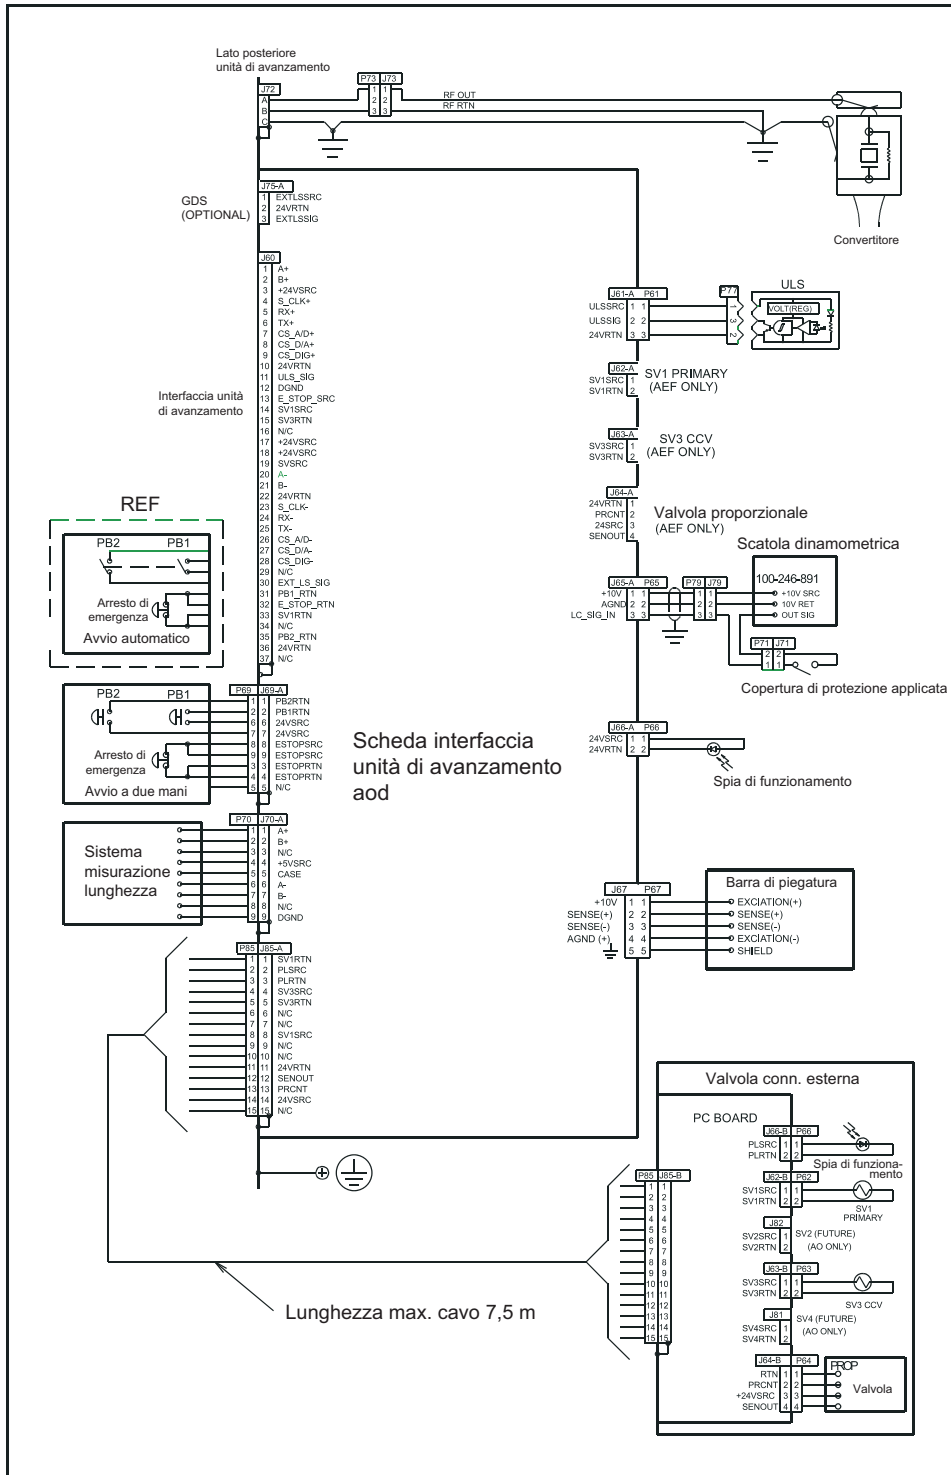 Lato posteriore
unità di avanzamento
J72
A
B
C
P73 J73
1 1
2 2
3 3
RF OUT
RF RTN
Convertitore
GDS
(OPTIONAL)
J75-A
1 EXTLSSRC
2 24VRTN
3 EXTLSSIG
Interfaccia unità
di avanzamento
J60
1 A+
2 B+
3 +24VSRC
4 S_CLK+
5 RX+
6 TX+
7 CS_A/D+
8 CS_D/A+
9 CS_DIG+
10 24VRTN
11 ULS_SIG
12 DGND
13 E_STOP_SRC
14 SV1SRC
15 SV3RTN
16 N/C
17 +24VSRC
18 +24VSRC
19 SVSRC
20 A-
21 B-
22 24VRTN
23 S_CLK-
24 RX-
25 TX-
26 CS_A/D-
27 CS_D/A-
28 CS_DIG-
29 N/C
30 EXT_LS_SIG
31 PB1_RTN
32 E_STOP_RTN
33 SV1RTN
34 N/C
35 PB2_RTN
36 24VRTN
37 N/C
REF
PB2 PB1
Arresto di
emergenza
Avvio automatico
PB2 PB1
Arresto di
emergenza
Avvio a due mani
P69 J69-A
1 1 PB2RTN
2 2 PB1RTN
6 6 24VSRC
7 7 24VSRC
8 8 ESTOPSRC
9 9 ESTOPSRC
3 3 ESTOPRTN
4 4 ESTOPRTN
5 5 N/C
Sistema
misurazione
lunghezza
P70 J70-A
1 1 A+
2 2 B+
3 3 N/C
4 4 +5VSRC
5 5 CASE
6 6 A-
7 7 B-
8 8 N/C
9 9 DGND
P85 J85-A
1 1 SV1RTN
2 2 PLSRC
3 3 PLRTN
4 4 SV3SRC
5 5 SV3RTN
6 6 N/C
7 7 N/C
8 8 SV1SRC
9 9 N/C
10 10 N/C
11 11 24VRTN
12 12 SENOUT
13 13 PRCNT
14 14 24VSRC
15 15 N/C
Scheda interfaccia
unità di avanzamento
aod
J61-A P61
ULSSRC 1 1
ULSSIG 2 2
24VRTN 3 3
P77
1
3
2
ULS
VOLT(REG)
J62-A
SV1SRC 1
SV1RTN 2
SV1 PRIMARY
(AEF ONLY)
J63-A
SV3SRC 1
SV3RTN 2
SV3 CCV
(AEF ONLY)
J64-A
24VRTN 1
PRCNT 2
24SRC 3
SENOUT 4
Valvola proporzionale
(AEF ONLY)
Scatola dinamometrica
J65-A P65
+10V 1 1
AGND 2 2
LC_SIG_IN 3 3
P79 J79
1 1
2 2
3 3
100-246-891
+10V SRC
10V RET
OUT SIG
P71 J71
2 2
1 1
Copertura di protezione applicata
J66-A P66
24VSRC 1 1
24VRTN 2 2
Spia di funzionamento
J67 P67
+10V 1 1
SENSE(+) 2 2
SENSE(-) 3 3
AGND (+) 4 4
5 5
Barra di piegatura
EXCIATION(+)
SENSE(+)
SENSE(-)
EXCIATION(-)
SHIELD
Lunghezza max. cavo 7,5 m
P85 J85-B
1 1
2 2
3 3
4 4
5 5
6 6
7 7
8 8
9 9
10 10
11 11
12 12
13 13
14 14
15 15
Valvola conn. esterna
PC BOARD
J66-B P66
PLSRC 1 1
PLRTN 2 2
Spia di funziona-
mento
J62-B P62
SV1SRC 1 1
SV1RTN 2 2
SV1
PRIMARY
J82
SV2SRC 1
SV2RTN 2
SV2 (FUTURE)
(AO ONLY)
J63-B P63
SV3SRC 1 1
SV3RTN 2 2
SV3 CCV
J81
SV4SRC 1
SV4RTN 2
SV4 (FUTURE)
(AO ONLY)
J64-B P64
RTN 1 1
PRCNT 2 2
+24VSRC 3 3
SENOUT 4 4
PROP
Valvola